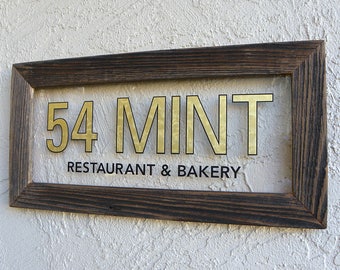 54 MINT
RESTAURANT & BAKERY